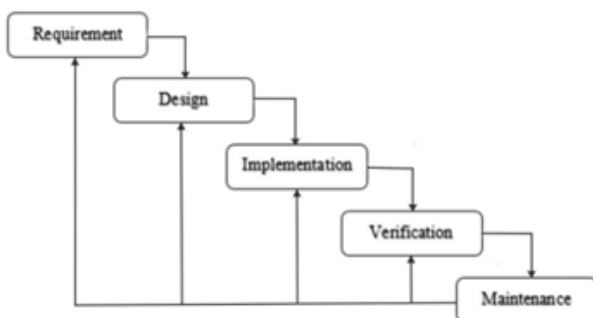 Requirement
Design
Implementation
Verification
Maintenance